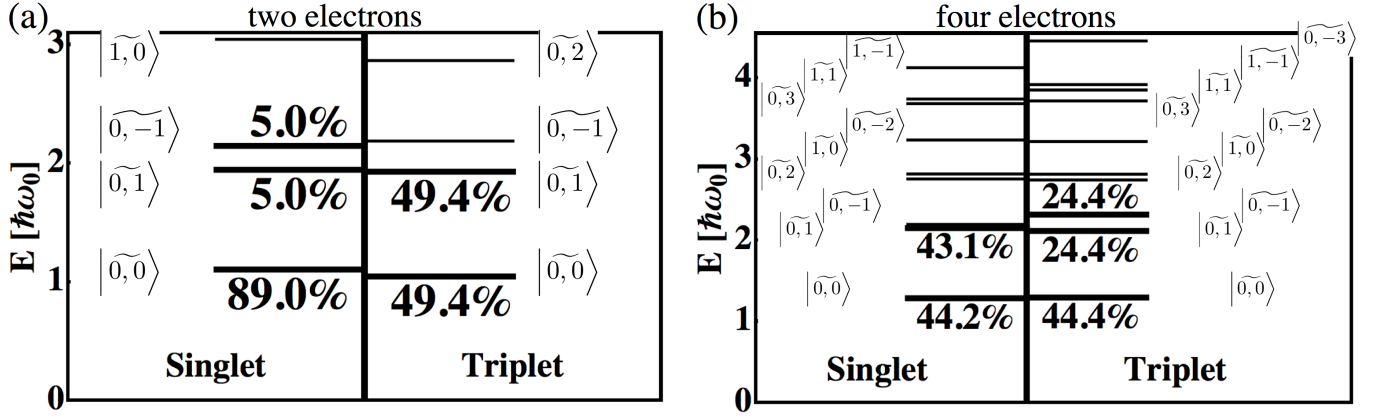 (a) two electrons
3 |1,0⟩ |0,2⟩
|0,−1⟩ 5.0% |0,−1⟩
2
|0,1⟩ 5.0% 49.4% |0,1⟩
E [ħω₀]
|0,0⟩ |0,0⟩
1 89.0% 49.4%
Singlet Triplet
0
(b) four electrons
|1,−1⟩ |0,−3⟩
4 |1,1⟩ |1,−1⟩
|0,3⟩ |1,1⟩
|0,3⟩
|0,−2⟩ |0,−2⟩
3 |1,0⟩ |1,0⟩
|0,2⟩ |0,2⟩
|0,−1⟩ 24.4% |0,−1⟩
2 |0,1⟩ 43.1% 24.4% |0,1⟩
E [ħω₀]
|0,0⟩ |0,0⟩
1 44.2% 44.4%
Singlet Triplet
0